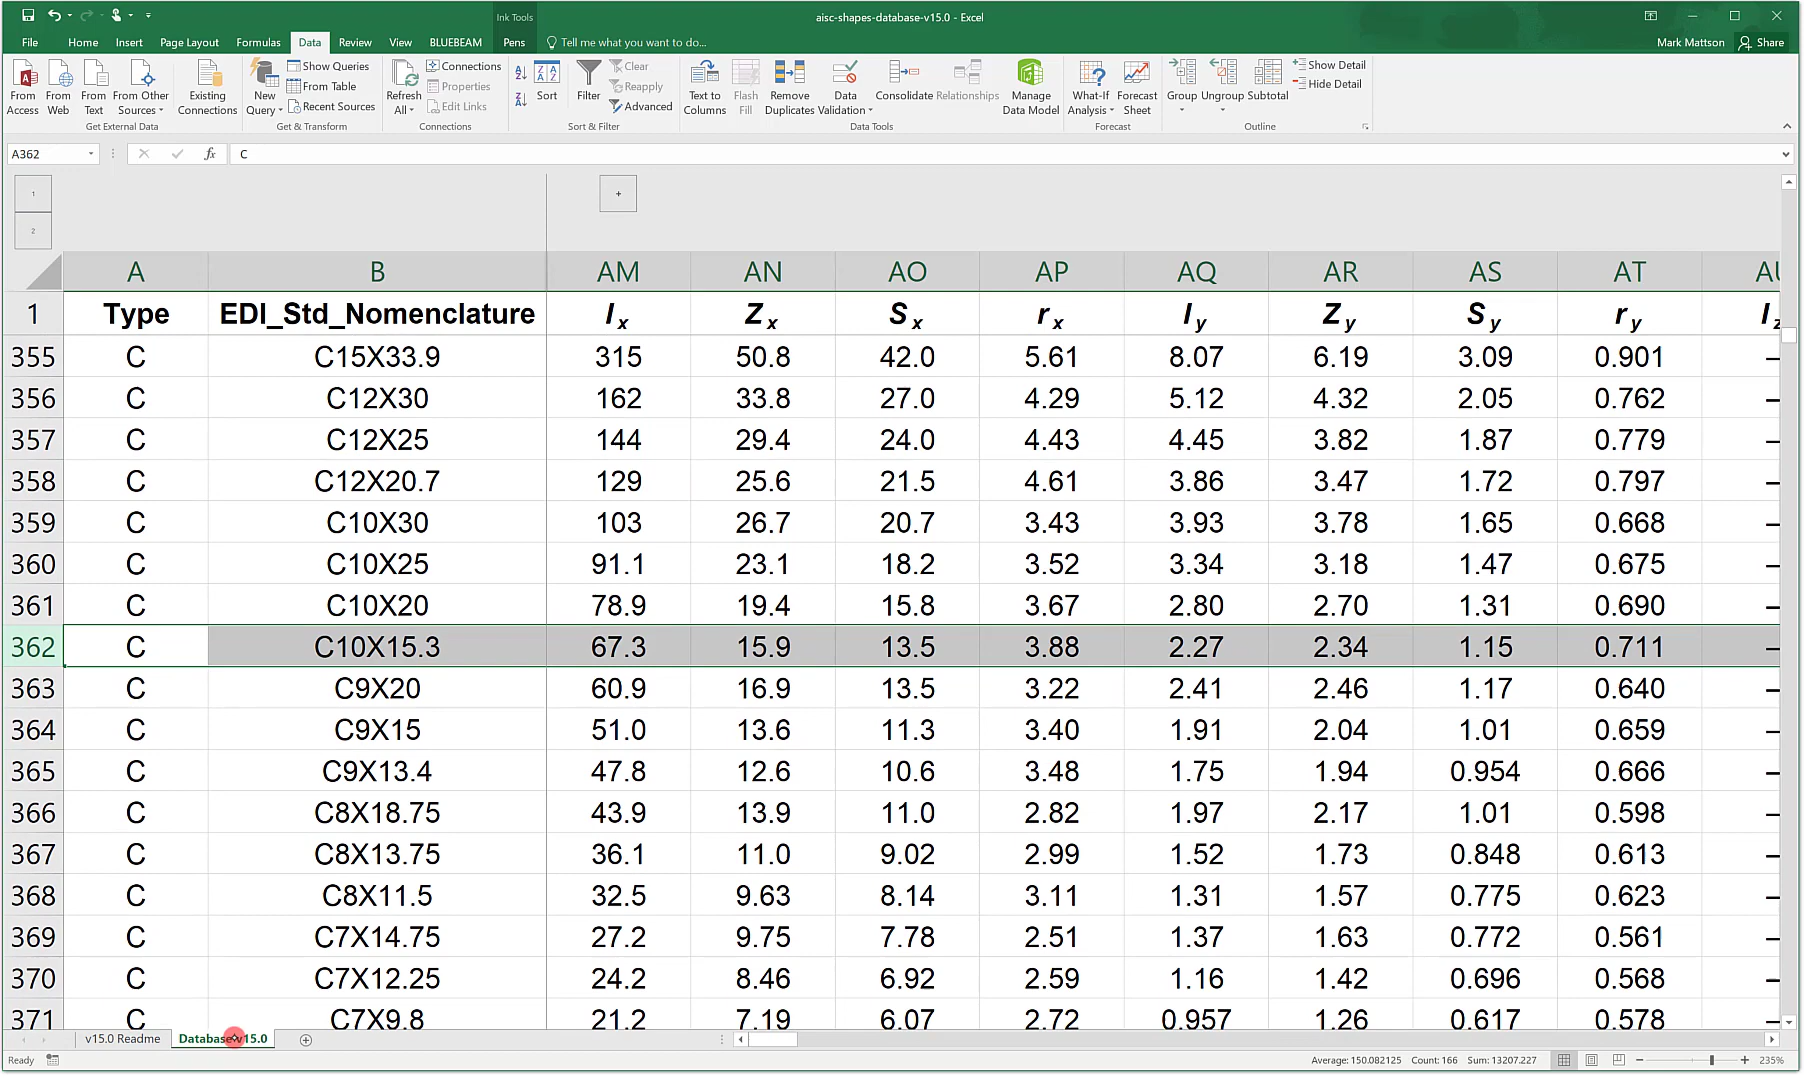 Ink Tools
aisc-shapes-database-v15.0 - Excel
File Home Insert Page Layout Formulas Data Review View BLUEBEAM Pens Tell me what you want to do... Mark Mattson Share
From Access
From Web
From Text
From Other Sources
Existing Connections
Get External Data
New Query
Show Queries
From Table
Recent Sources
Get & Transform
Refresh All
Connections
Properties
Edit Links
Connections
Sort
Filter
Clear
Reapply
Advanced
Sort & Filter
Text to Columns
Flash Fill
Remove Duplicates
Data Validation
Consolidate
Relationships
Manage Data Model
Data Tools
What-If Analysis
Forecast Sheet
Forecast
Group
Ungroup
Subtotal
Show Detail
Hide Detail
Outline
A362 fx C
1 +
2
A B AM AN AO AP AQ AR AS AT AU
1 Type EDI_Std_Nomenclature Ix Zx Sx rx Iy Zy Sy ry Iz
355 C C15X33.9 315 50.8 42.0 5.61 8.07 6.19 3.09 0.901 –
356 C C12X30 162 33.8 27.0 4.29 5.12 4.32 2.05 0.762 –
357 C C12X25 144 29.4 24.0 4.43 4.45 3.82 1.87 0.779 –
358 C C12X20.7 129 25.6 21.5 4.61 3.86 3.47 1.72 0.797 –
359 C C10X30 103 26.7 20.7 3.43 3.93 3.78 1.65 0.668 –
360 C C10X25 91.1 23.1 18.2 3.52 3.34 3.18 1.47 0.675 –
361 C C10X20 78.9 19.4 15.8 3.67 2.80 2.70 1.31 0.690 –
362 C C10X15.3 67.3 15.9 13.5 3.88 2.27 2.34 1.15 0.711 –
363 C C9X20 60.9 16.9 13.5 3.22 2.41 2.46 1.17 0.640 –
364 C C9X15 51.0 13.6 11.3 3.40 1.91 2.04 1.01 0.659 –
365 C C9X13.4 47.8 12.6 10.6 3.48 1.75 1.94 0.954 0.666 –
366 C C8X18.75 43.9 13.9 11.0 2.82 1.97 2.17 1.01 0.598 –
367 C C8X13.75 36.1 11.0 9.02 2.99 1.52 1.73 0.848 0.613 –
368 C C8X11.5 32.5 9.63 8.14 3.11 1.31 1.57 0.775 0.623 –
369 C C7X14.75 27.2 9.75 7.78 2.51 1.37 1.63 0.772 0.561 –
370 C C7X12.25 24.2 8.46 6.92 2.59 1.16 1.42 0.696 0.568 –
371 C C7X9.8 21.2 7.19 6.07 2.72 0.957 1.26 0.617 0.578 –
v15.0 Readme Database v15.0
Ready Average: 150.082125 Count: 166 Sum: 13207.227 235%